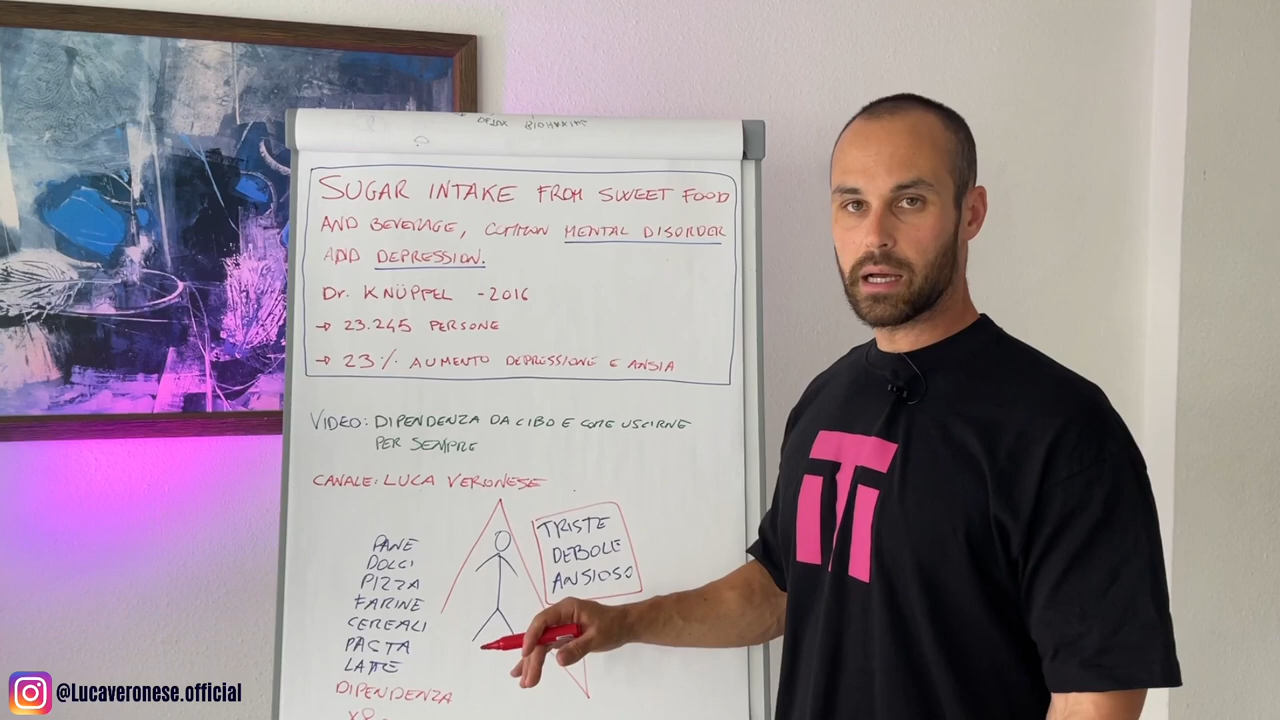 SUGAR INTAKE FROM SWEET FOOD
AND BEVERAGE, COMMON MENTAL DISORDER
AND DEPRESSION.
Dr. KNÜPPEL - 2016
→ 23.245 PERSONE
→ 23% AUMENTO DEPRESSIONE E ANSIA
VIDEO: DIPENDENZA DA CIBO E COME USCIRNE
PER SEMPRE
CANALE: LUCA VERONESE
TRISTE
DEBOLE
ANSIOSO
PANE
DOLCI
PIZZA
FARINE
CEREALI
PASTA
LATTE
DIPENDENZA
@Lucaveronese.official